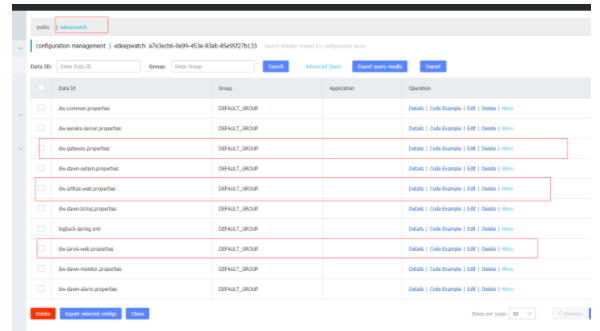 public | edeepwatch
configuration management | edeepwatch a7e3ecb6-0e99-453e-83ab-85e95f27b133 Search Results: Found 33 configuration items
Data ID: Enter Data ID Group: Enter Group Search Advanced Query Export query results Import
Data Id Group Application Operation
dw-common.properties DEFAULT_GROUP Details | Code Example | Edit | Delete | More
dw-eureka-server.properties DEFAULT_GROUP Details | Code Example | Edit | Delete | More
dw-gateway.properties DEFAULT_GROUP Details | Code Example | Edit | Delete | More
dw-dawn-extern.properties DEFAULT_GROUP Details | Code Example | Edit | Delete | More
dw-arthas-web.properties DEFAULT_GROUP Details | Code Example | Edit | Delete | More
DEFAULT_GROUP Details | Code Example | Edit | Delete | More
logback-spring.xml DEFAULT_GROUP Details | Code Example | Edit | Delete | More
dw-jarvis-web.properties DEFAULT_GROUP Details | Code Example | Edit | Delete | More
dw-dawn-monitor.properties DEFAULT_GROUP Details | Code Example | Edit | Delete | More
dw-dawn-alarm.properties DEFAULT_GROUP Details | Code Example | Edit | Delete | More
Delete Export selected configs Clone Items per page: 10 < Previous